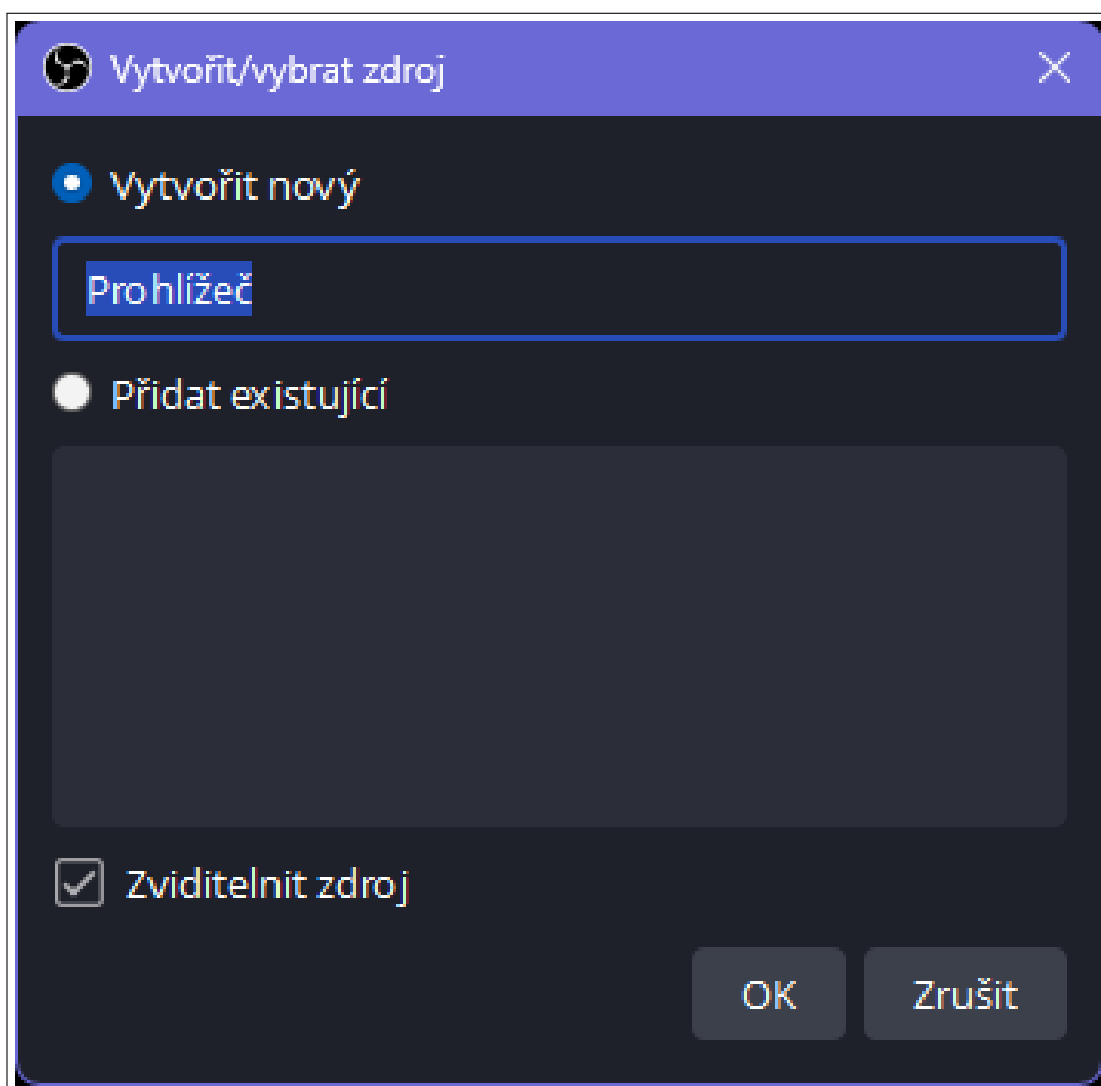 Vytvořit/vybrat zdroj
Vytvořit nový
Prohlížeč
Přidat existující
Zviditelnit zdroj
OK Zrušit